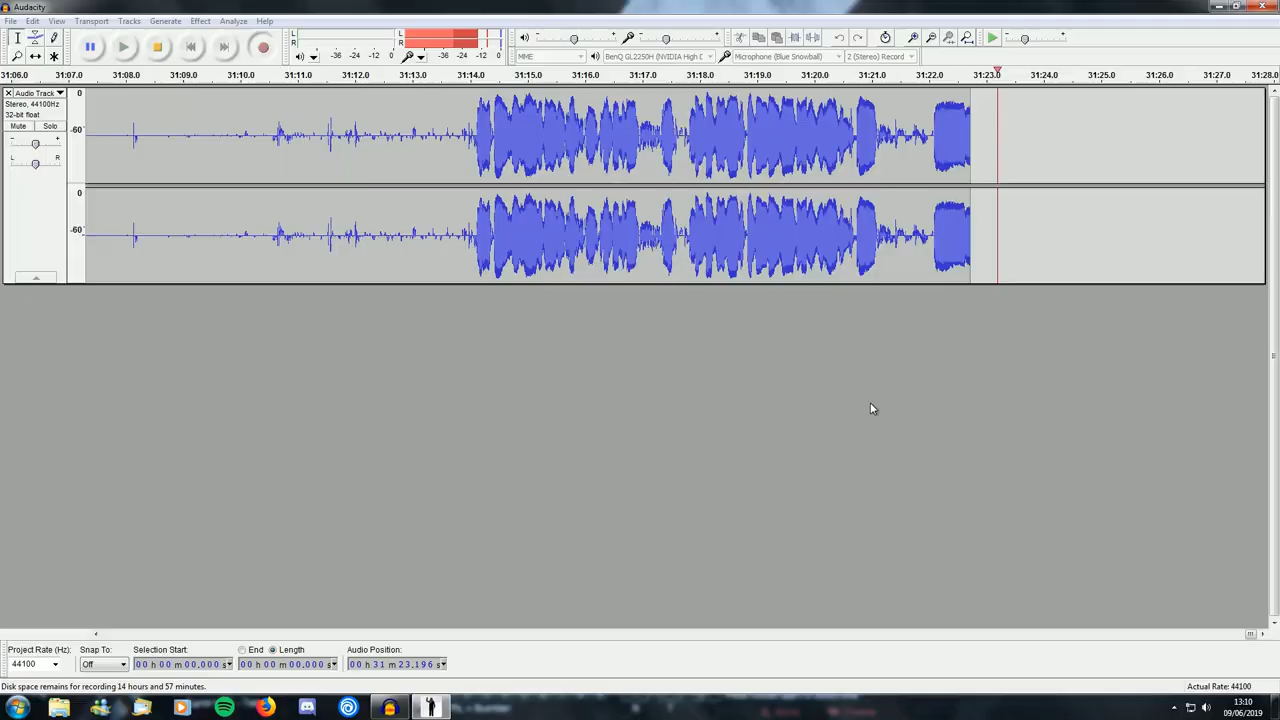 Audacity
File Edit View Transport Tracks Generate Effect Analyze Help
L
R
-36 -24 -12 0
L
R
-36 -24 -12 0
MME
BenQ GL2250H (NVIDIA High D
Microphone (Blue Snowball)
2 (Stereo) Record
31:06.0 31:07.0 31:08.0 31:09.0 31:10.0 31:11.0 31:12.0 31:13.0 31:14.0 31:15.0 31:16.0 31:17.0 31:18.0 31:19.0 31:20.0 31:21.0 31:22.0 31:23.0 31:24.0 31:25.0 31:26.0 31:27.0 31:28.0
Audio Track
Stereo, 44100Hz
32-bit float
Mute Solo
- +
L R
0
-60
0
-60
Project Rate (Hz): Snap To: Selection Start: End Length Audio Position:
44100 Off 00 h 00 m 00.000 s 00 h 00 m 00.000 s 00 h 31 m 23.196 s
Disk space remains for recording 14 hours and 57 minutes.
Actual Rate: 44100
13:10
09/06/2019